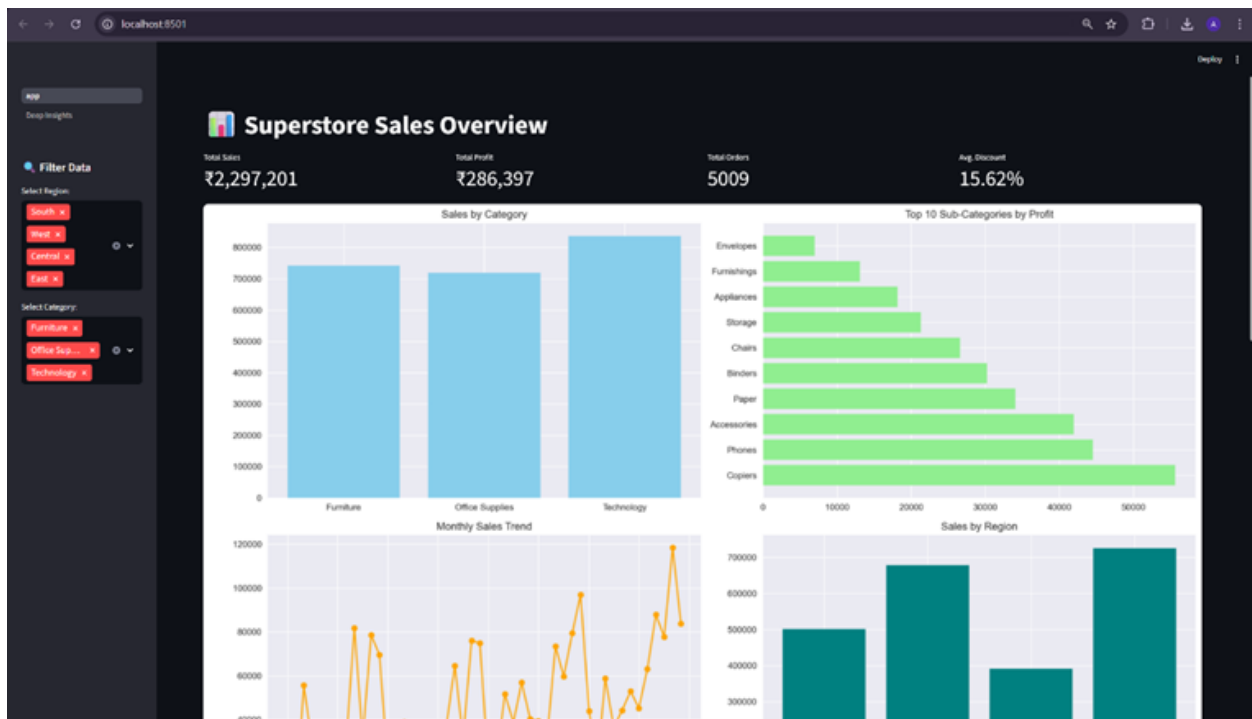 localhost:8501
Deploy
app
Deep Insights
Filter Data
Select Region:
South ×
West ×
Central ×
East ×
Select Category:
Furniture ×
Office Sup... ×
Technology ×
Superstore Sales Overview
Total Sales
₹2,297,201
Total Profit
₹286,397
Total Orders
5009
Avg. Discount
15.62%
Sales by Category
800000
700000
600000
500000
400000
300000
200000
100000
0
Furniture Office Supplies Technology
Top 10 Sub-Categories by Profit
Envelopes
Furnishings
Appliances
Storage
Chairs
Binders
Paper
Accessories
Phones
Copiers
0 10000 20000 30000 40000 50000
Monthly Sales Trend
120000
100000
80000
60000
40000
Sales by Region
700000
600000
500000
400000
300000